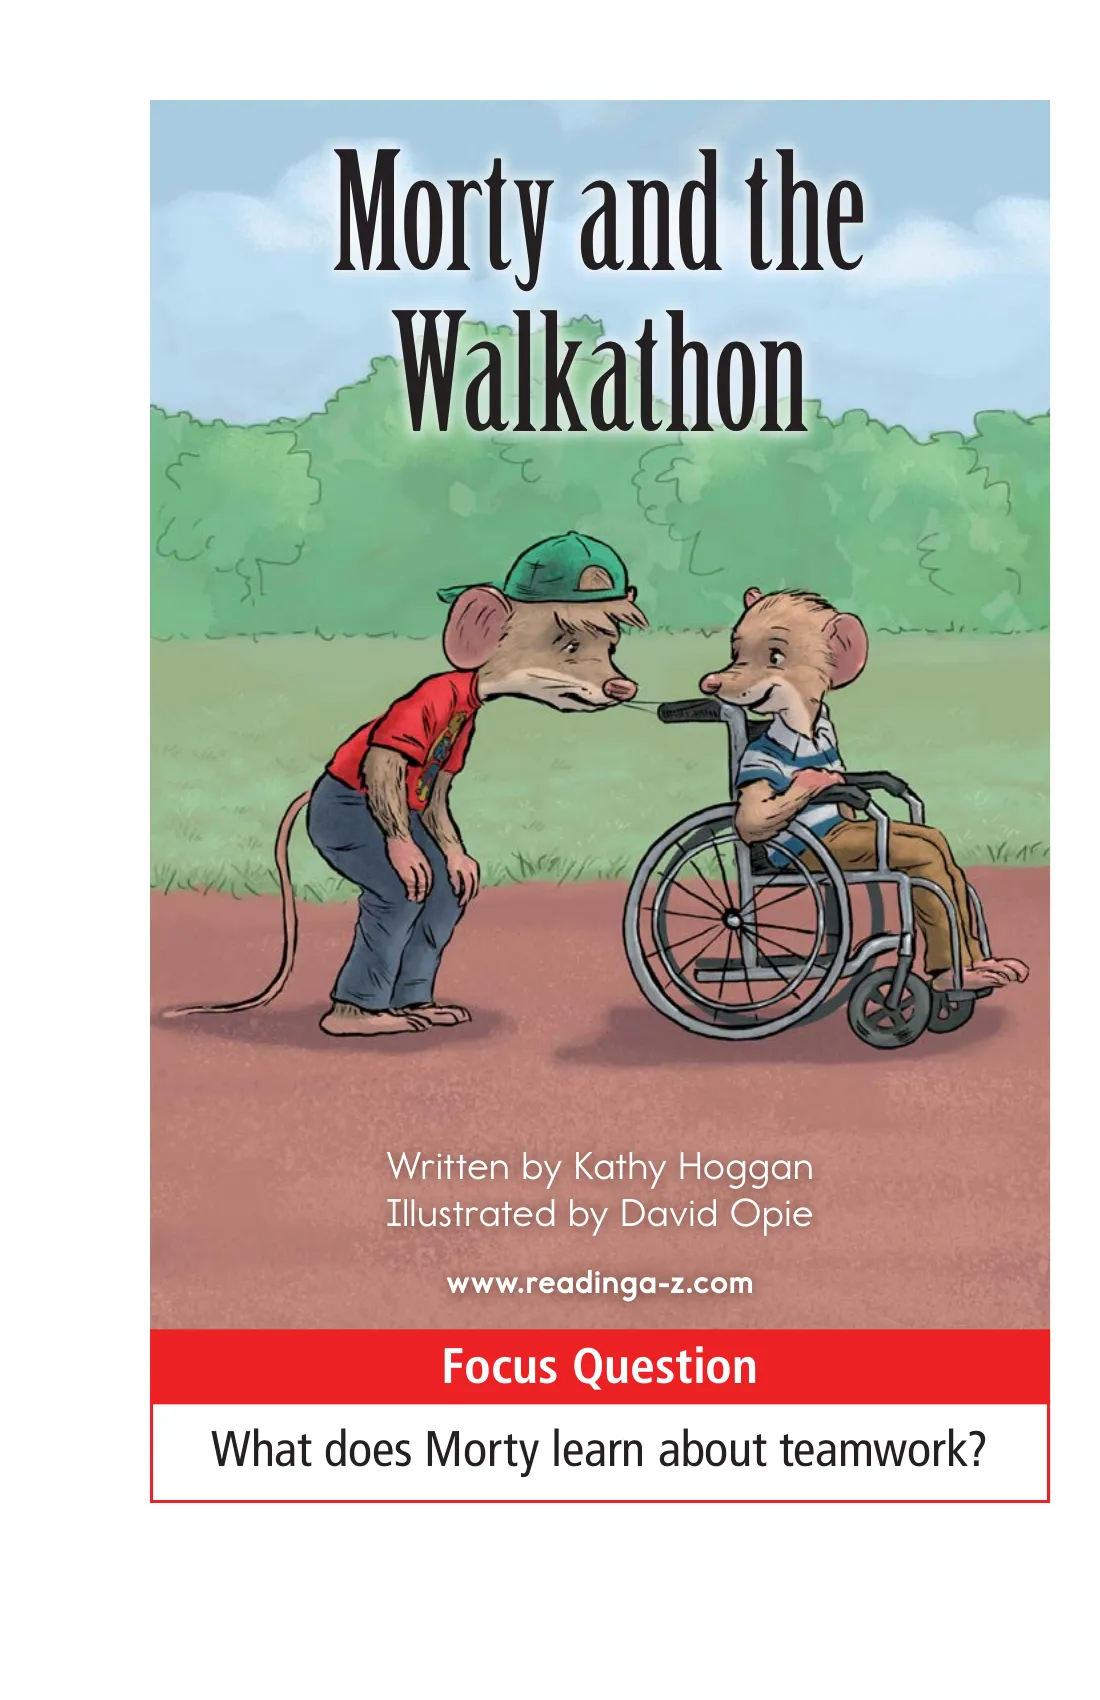 Morty and the
Walkathon
Written by Kathy Hoggan
Illustrated by David Opie
www.readinga-z.com
Focus Question
What does Morty learn about teamwork?